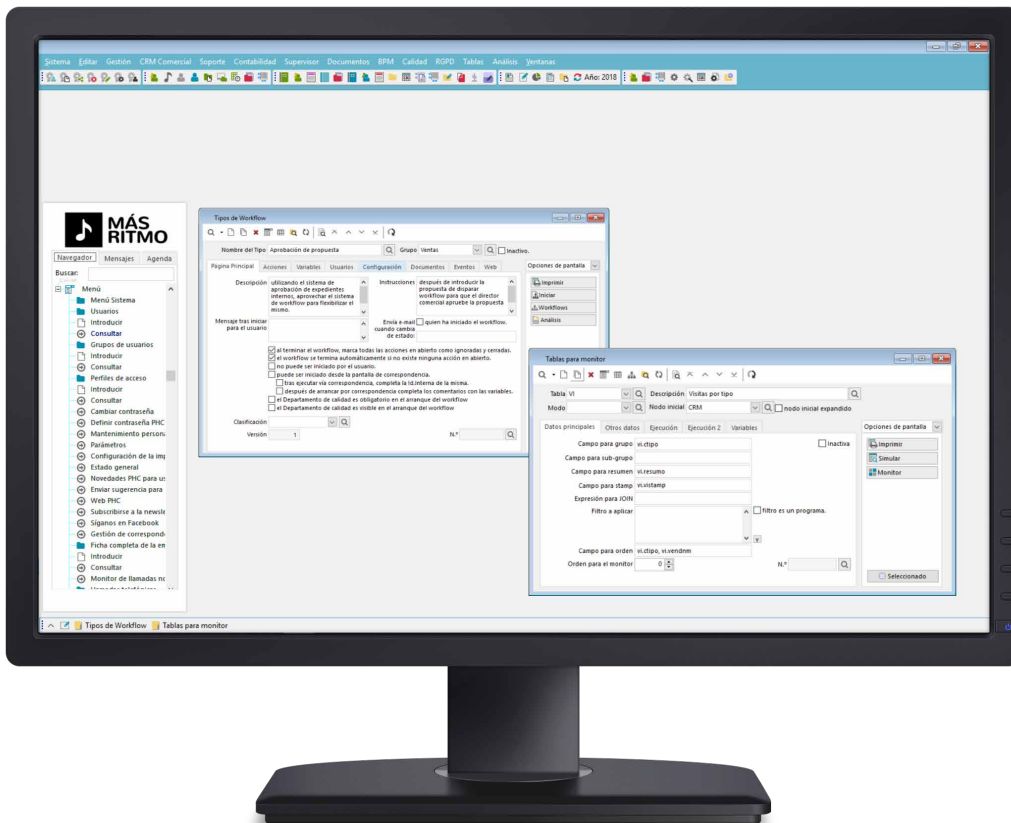 Sistema Editar Gestión CRM Comercial Soporte Contabilidad Supervisor Documentos BPM Calidad RGPD Tablas Análisis Ventanas
Año: 2018
MÁS
RITMO
Navegador Mensajes Agenda
Buscar:
Menú
Menú Sistema
Usuarios
Introducir
Consultar
Grupos de usuarios
Introducir
Consultar
Perfiles de acceso
Introducir
Consultar
Cambiar contraseña
Definir contraseña PHC
Mantenimiento persona
Parámetros
Configuración de la imp
Estado general
Novedades PHC para us
Enviar sugerencia para
Web PHC
Subscribirse a la newsle
Síganos en Facebook
Gestión de corresponde
Ficha completa de la em
Introducir
Consultar
Monitor de llamadas no
Tipos de Workflow
Nombre del Tipo Aprobación de propuesta Grupo Ventas Inactivo.
Página Principal Acciones Variables Usuarios Configuración Documentos Eventos Web
Opciones de pantalla
Descripción utilizando el sistema de
aprobación de expedientes
internos, aprovechar el sistema
de workflow para flexibilizar el
mismo.
Instrucciones después de introducir la
propuesta de disparar
workflow para que el director
comercial apruebe la propuesta
Mensaje tras iniciar
para el usuario
Envía e-mail quien ha iniciado el workflow.
cuando cambia
de estado:
al terminar el workflow, marca todas las acciones en abierto como ignoradas y cerradas.
el workflow se termina automáticamente si no existe ninguna acción en abierto.
no puede ser iniciado por el usuario.
puede ser iniciado desde la pantalla de correspondencia.
tras ejecutar vía correspondencia, completa la Id.Interna de la misma.
después de arrancar por correspondencia completa los comentarios con las variables.
el Departamento de calidad es obligatorio en el arranque del workflow
el Departamento de calidad es visible en el arranque del workflow
Clasificación
Versión 1 N.º
Imprimir
Iniciar
Workflows
Análisis
Tablas para monitor
Tabla VI Descripción Visitas por tipo
Modo Nodo inicial CRM nodo inicial expandido
Datos principales Otros datos Ejecución Ejecución 2 Variables
Opciones de pantalla
Campo para grupo vi.ctipo Inactiva
Campo para sub-grupo
Campo para resumen vi.resumo
Campo para stamp vi.vistamp
Expresión para JOIN
Filtro a aplicar filtro es un programa.
Campo para orden vi.ctipo, vi.vendnm
Orden para el monitor 0 N.º
Imprimir
Simular
Monitor
Seleccionado
Tipos de Workflow Tablas para monitor